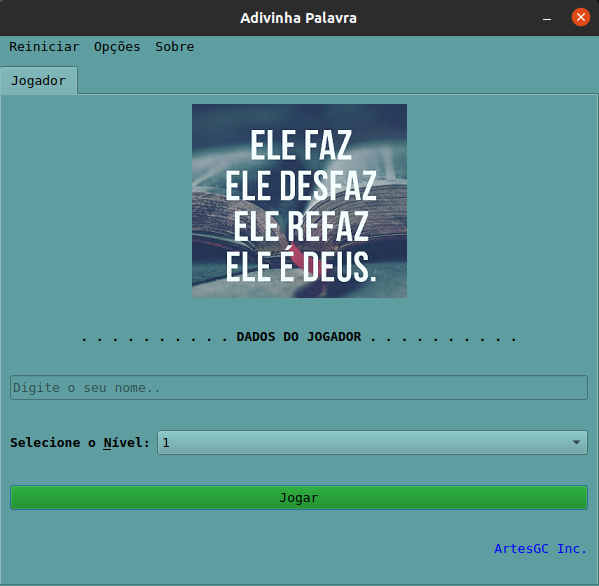 Adivinha Palavra
Reiniciar Opções Sobre
Jogador
ELE FAZ
ELE DESFAZ
ELE REFAZ
ELE É DEUS.
. . . . . . . . . . DADOS DO JOGADOR . . . . . . . . . .
Digite o seu nome..
Selecione o Nível: 1
Jogar
ArtesGC Inc.